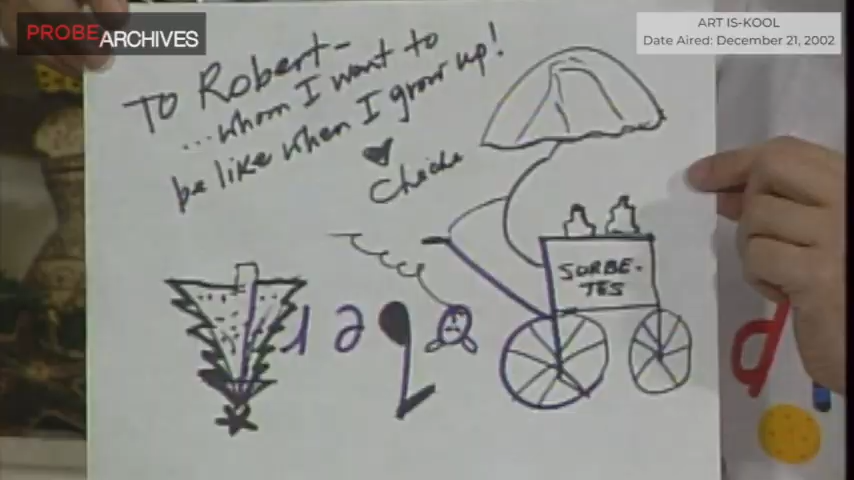 PROBE ARCHIVES
ART IS-KOOL
Date Aired: December 21, 2002
To Robert-
...whom I want to
be like when I grow up!
SORBE-
TES